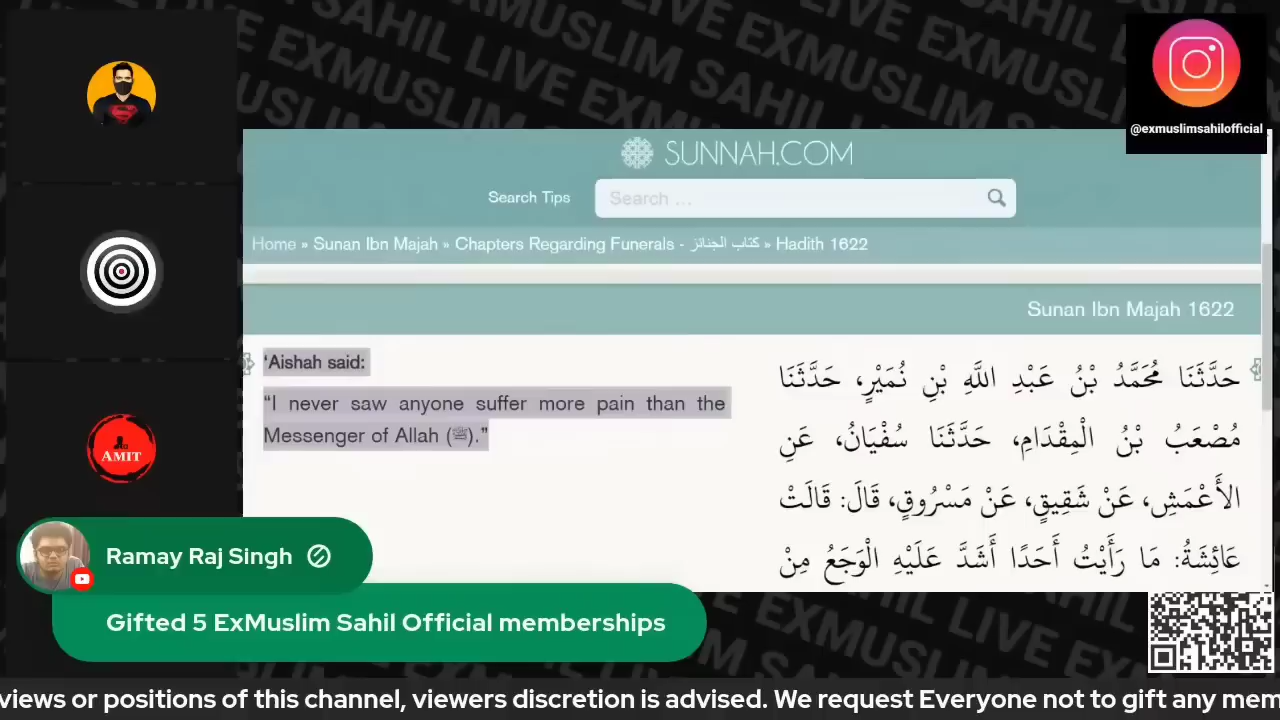 @exmuslimsahilofficial
SUNNAH.COM
Search Tips
Search ...
Home » Sunan Ibn Majah » Chapters Regarding Funerals - كتاب الجنائز » Hadith 1622
Sunan Ibn Majah 1622
‘Aishah said:
“I never saw anyone suffer more pain than the
Messenger of Allah (ﷺ).”
حَدَّثَنَا مُحَمَّدُ بْنُ عَبْدِ اللَّهِ بْنِ نُمَيْرٍ، حَدَّثَنَا
مُصْعَبُ بْنُ الْمِقْدَامِ، حَدَّثَنَا سُفْيَانُ، عَنِ
الأَعْمَشِ، عَنْ شَقِيقٍ، عَنْ مَسْرُوقٍ، قَالَ: قَالَتْ
عَائِشَةُ: مَا رَأَيْتُ أَحَدًا أَشَدَّ عَلَيْهِ الْوَجَعُ مِنْ
AMIT
Ramay Raj Singh
Gifted 5 ExMuslim Sahil Official memberships
views or positions of this channel, viewers discretion is advised. We request Everyone not to gift any mem